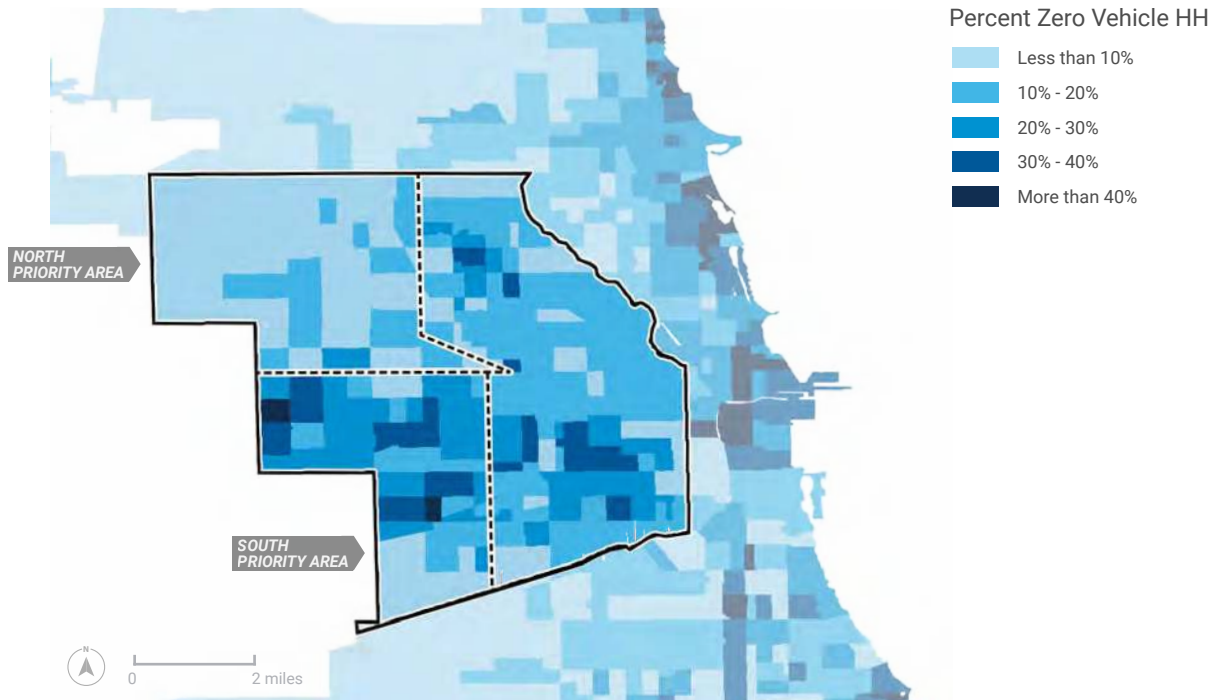 Percent Zero Vehicle HH
Less than 10%
10% - 20%
20% - 30%
30% - 40%
More than 40%
NORTH
PRIORITY AREA
SOUTH
PRIORITY AREA
N
0 2 miles